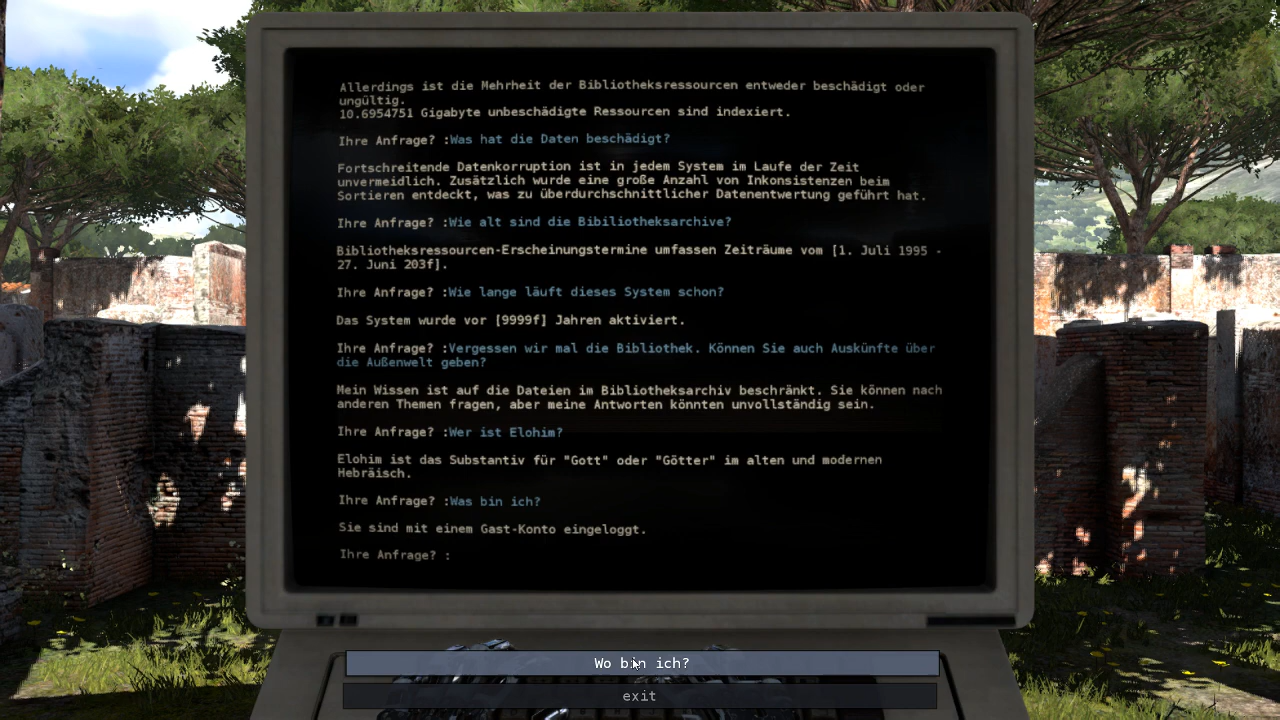 Allerdings ist die Mehrheit der Bibliotheksressourcen entweder beschädigt oder
ungültig.
10.6954751 Gigabyte unbeschädigte Ressourcen sind indexiert.
Ihre Anfrage? :Was hat die Daten beschädigt?
Fortschreitende Datenkorruption ist in jedem System im Laufe der Zeit
unvermeidlich. Zusätzlich wurde eine große Anzahl von Inkonsistenzen beim
Sortieren entdeckt, was zu überdurchschnittlicher Datenentwertung geführt hat.
Ihre Anfrage? :Wie alt sind die Bibiliotheksarchive?
Bibliotheksressourcen-Erscheinungstermine umfassen Zeiträume vom [1. Juli 1995 -
27. Juni 203f].
Ihre Anfrage? :Wie lange läuft dieses System schon?
Das System wurde vor [9999f] Jahren aktiviert.
Ihre Anfrage? :Vergessen wir mal die Bibliothek. Können Sie auch Auskünfte über
die Außenwelt geben?
Mein Wissen ist auf die Dateien im Bibliotheksarchiv beschränkt. Sie können nach
anderen Themen fragen, aber meine Antworten könnten unvollständig sein.
Ihre Anfrage? :Wer ist Elohim?
Elohim ist das Substantiv für "Gott" oder "Götter" im alten und modernen
Hebräisch.
Ihre Anfrage? :Was bin ich?
Sie sind mit einem Gast-Konto eingeloggt.
Ihre Anfrage? :
Wo bin ich?
exit